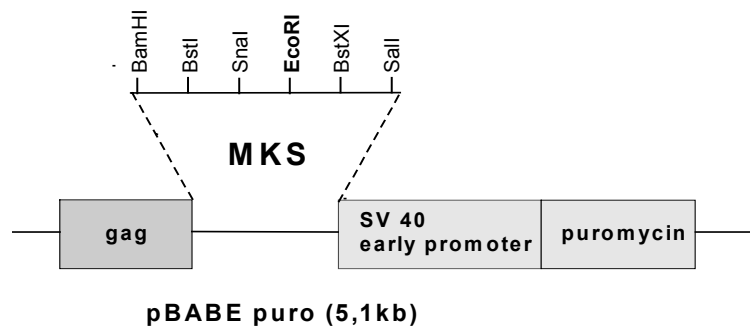 BamHI BstI SnaI EcoRI BstXI SalI
MKS
gag
SV 40
early promoter
puromycin
pBABE puro (5,1kb)